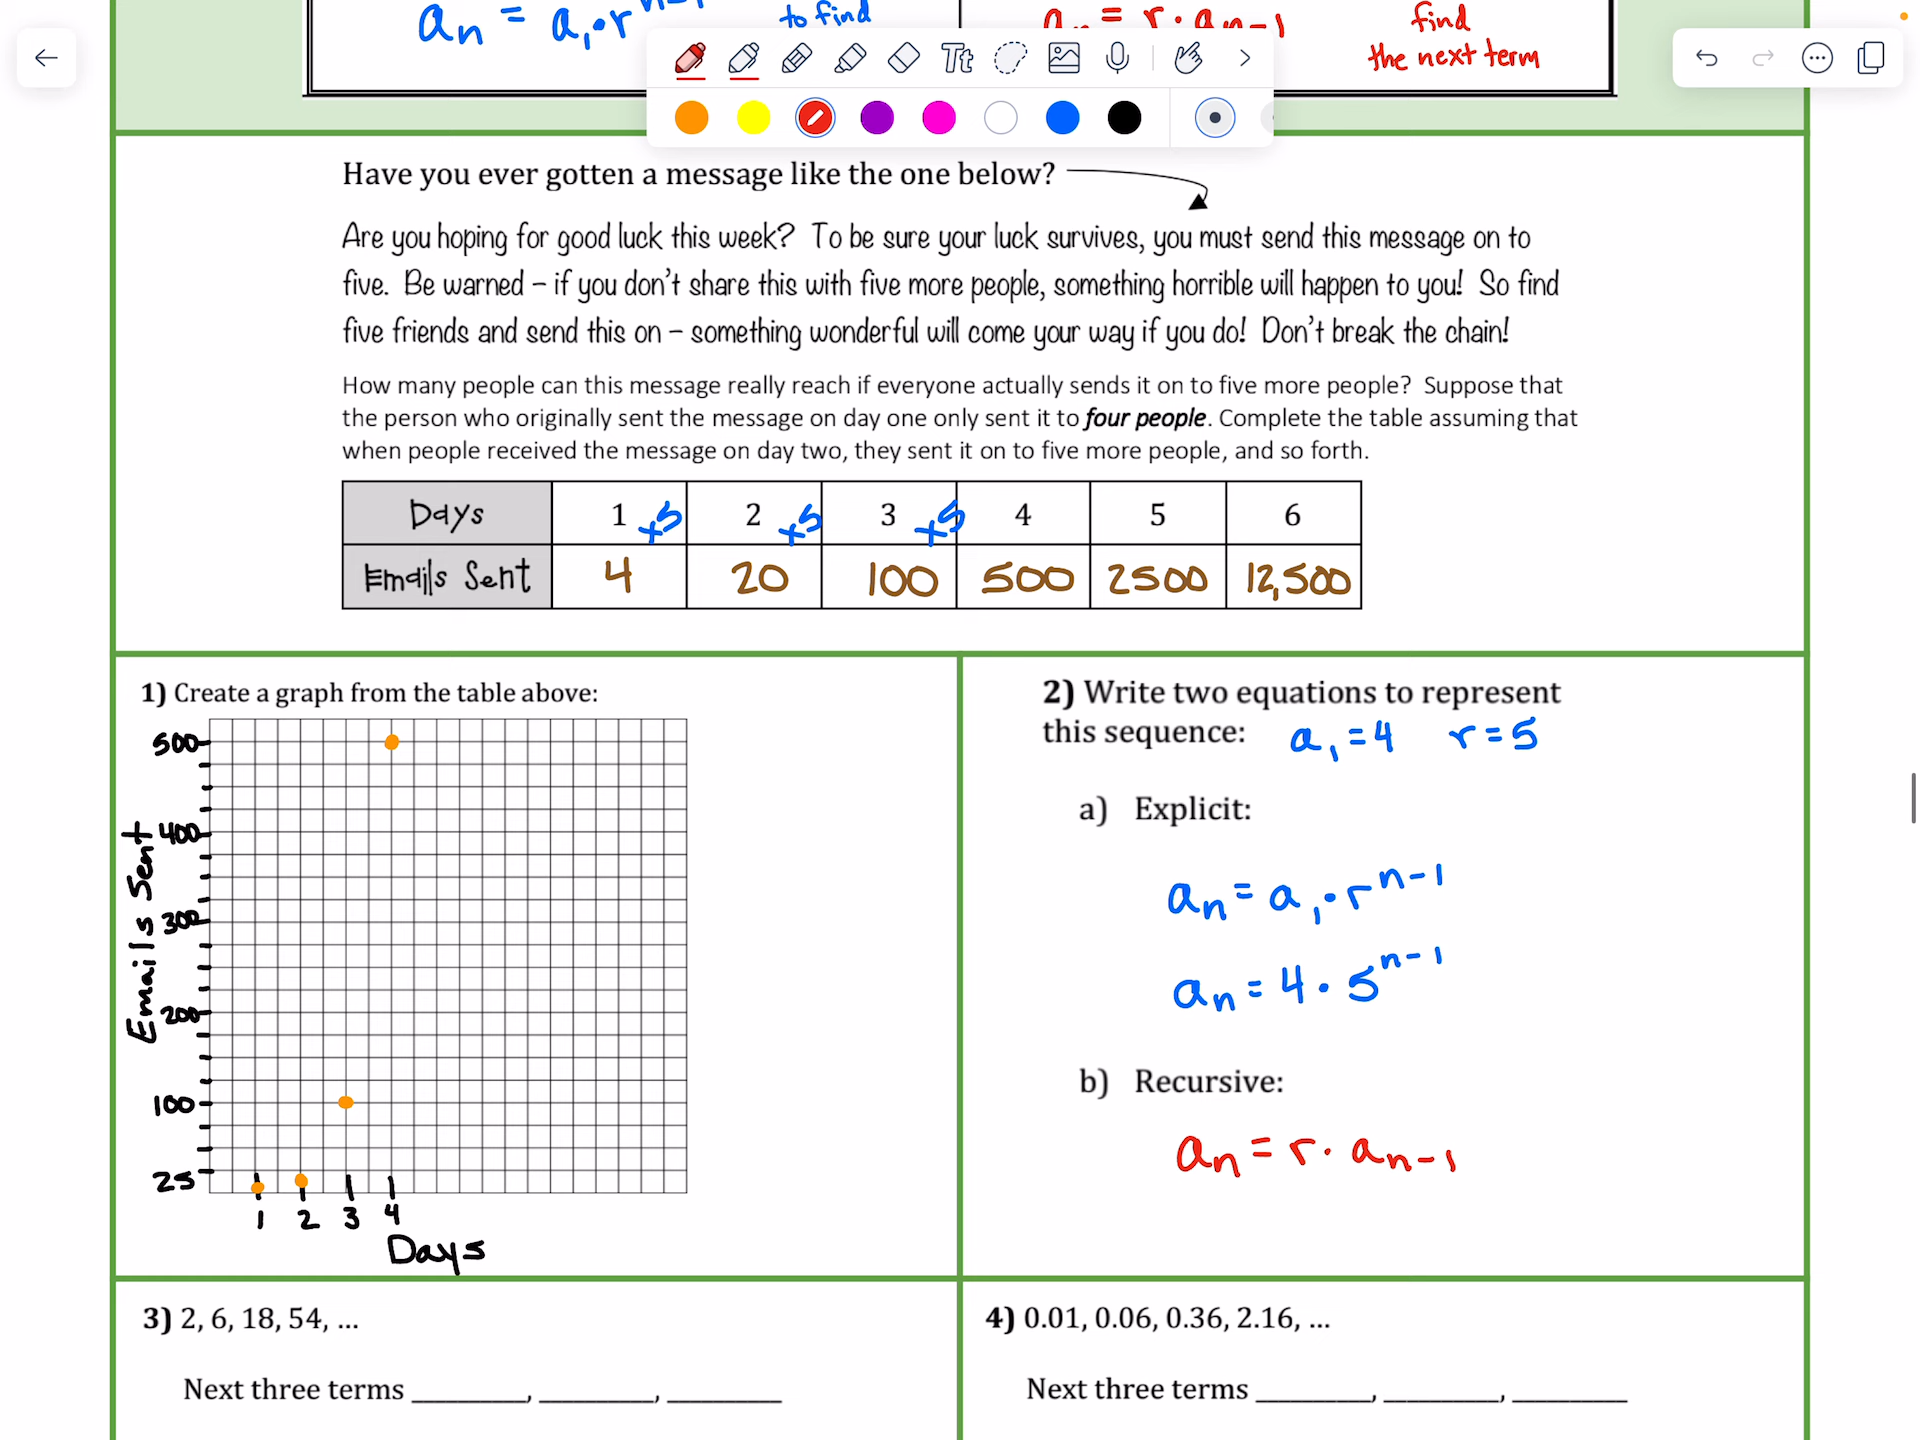 an = a1 • r n-1
to find
an = r • an-1
find
the next term
Tt
Have you ever gotten a message like the one below?
Are you hoping for good luck this week? To be sure your luck survives, you must send this message on to
five. Be warned – if you don't share this with five more people, something horrible will happen to you! So find
five friends and send this on – something wonderful will come your way if you do! Don't break the chain!
How many people can this message really reach if everyone actually sends it on to five more people? Suppose that
the person who originally sent the message on day one only sent it to four people. Complete the table assuming that
when people received the message on day two, they sent it on to five more people, and so forth.
Days 1 x5 2 x5 3 x5 4 5 6
Emails Sent 4 20 100 500 2500 12,500
1) Create a graph from the table above:
500
400
300
200
100
25
Emails Sent
1 2 3 4
Days
2) Write two equations to represent
this sequence: a1 = 4 r = 5
a) Explicit:
an = a1 • r n-1
an = 4 • 5 n-1
b) Recursive:
an = r • an-1
3) 2, 6, 18, 54, ...
Next three terms ________, ________, ________
4) 0.01, 0.06, 0.36, 2.16, ...
Next three terms ________, ________, ________